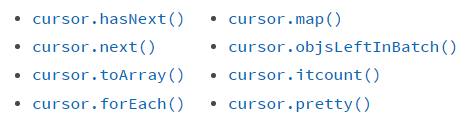 cursor.hasNext()
cursor.next()
cursor.toArray()
cursor.forEach()
cursor.map()
cursor.objsLeftInBatch()
cursor.itcount()
cursor.pretty()